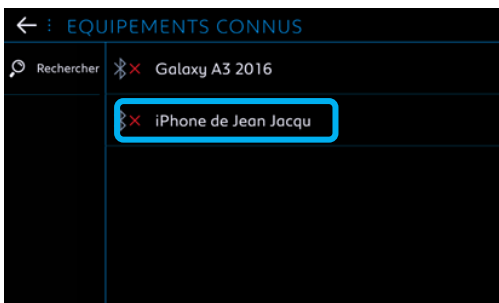 EQUIPEMENTS CONNUS
Rechercher
Galaxy A3 2016
iPhone de Jean Jacqu